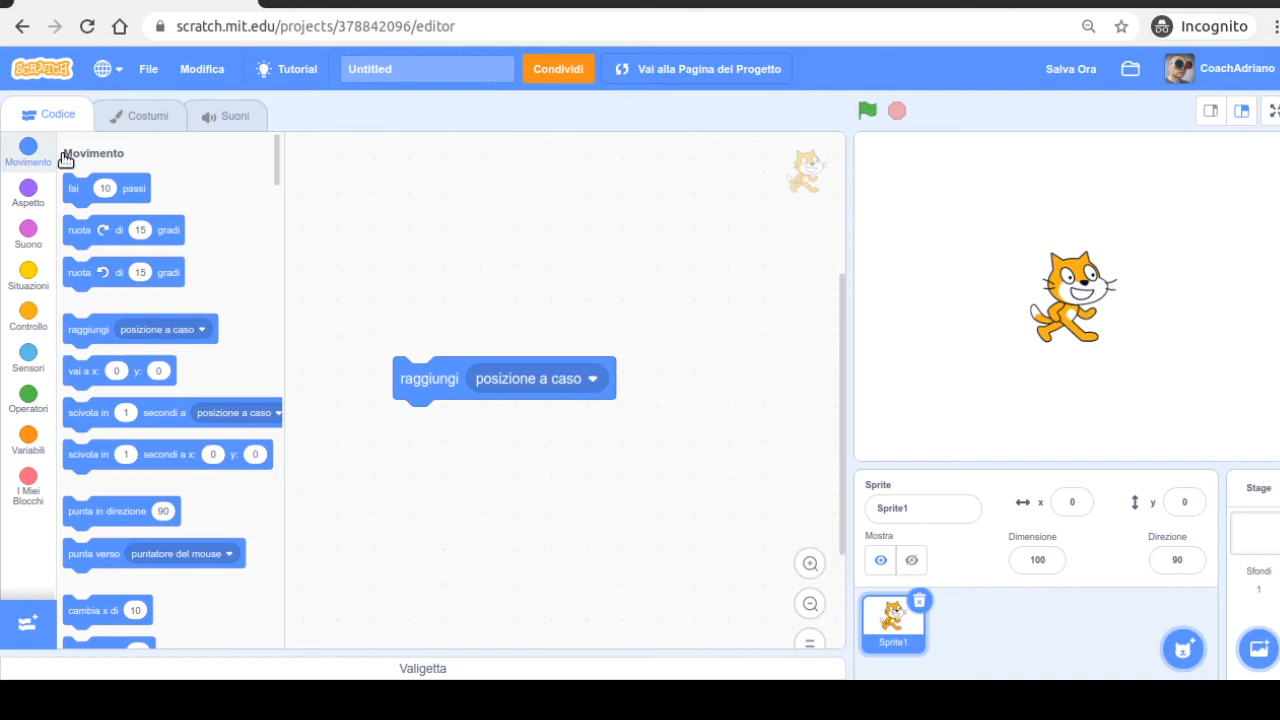 scratch.mit.edu/projects/378842096/editor
Incognito
SCRATCH
File
Modifica
Tutorial
Untitled
Condividi
Vai alla Pagina del Progetto
Salva Ora
CoachAdriano
Codice
Costumi
Suoni
Movimento
Aspetto
Suono
Situazioni
Controllo
Sensori
Operatori
Variabili
I Miei
Blocchi
Movimento
fai 10 passi
ruota di 15 gradi
ruota di 15 gradi
raggiungi posizione a caso
vai a x: 0 y: 0
scivola in 1 secondi a posizione a caso
scivola in 1 secondi a x: 0 y: 0
punta in direzione 90
punta verso puntatore del mouse
cambia x di 10
raggiungi posizione a caso
Valigetta
Sprite
Sprite1
x 0
y 0
Mostra
Dimensione
100
Direzione
90
Sprite1
Stage
Sfondi
1